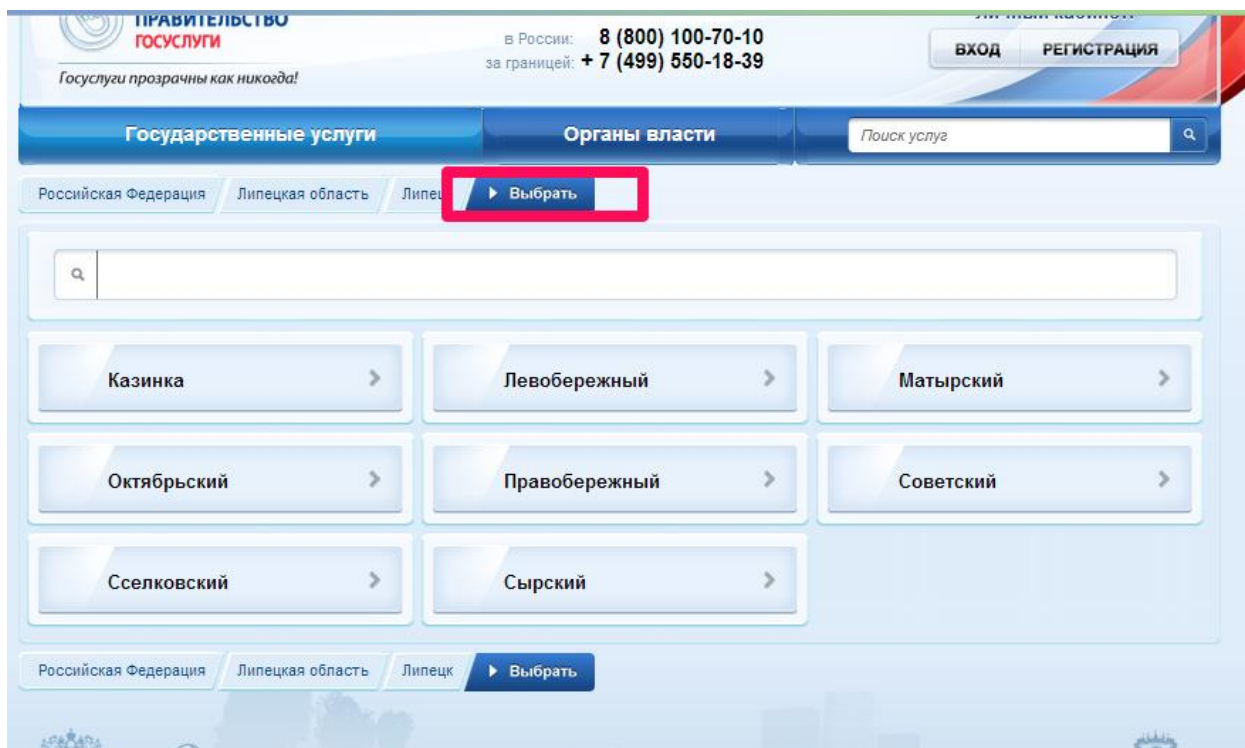 ПРАВИТЕЛЬСТВО
ГОСУСЛУГИ
Госуслуги прозрачны как никогда!
в России: 8 (800) 100-70-10
за границей: + 7 (499) 550-18-39
ВХОД РЕГИСТРАЦИЯ
Государственные услуги Органы власти Поиск услуг
Российская Федерация Липецкая область Липец Выбрать
Казинка Левобережный Матырский
Октябрьский Правобережный Советский
Сселковский Сырский
Российская Федерация Липецкая область Липецк Выбрать